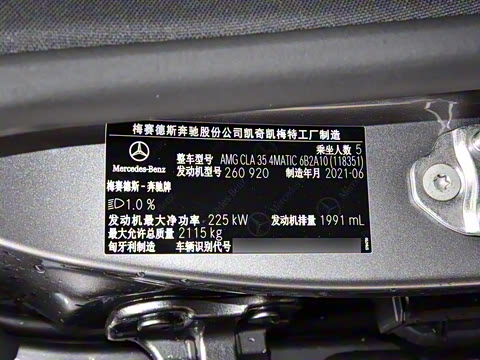 梅赛德斯奔驰股份公司凯奇凯梅特工厂制造
乘坐人数 5
整车型号 AMG CLA 35 4MATIC 6B2A10 (118351)
发动机型号 260 920 制造年月 2021-06
Mercedes-Benz
梅赛德斯-奔驰牌
1.0 %
发动机最大净功率 225 kW 发动机排量 1991 mL
最大允许总质量 2115 kg
匈牙利制造 车辆识别代号